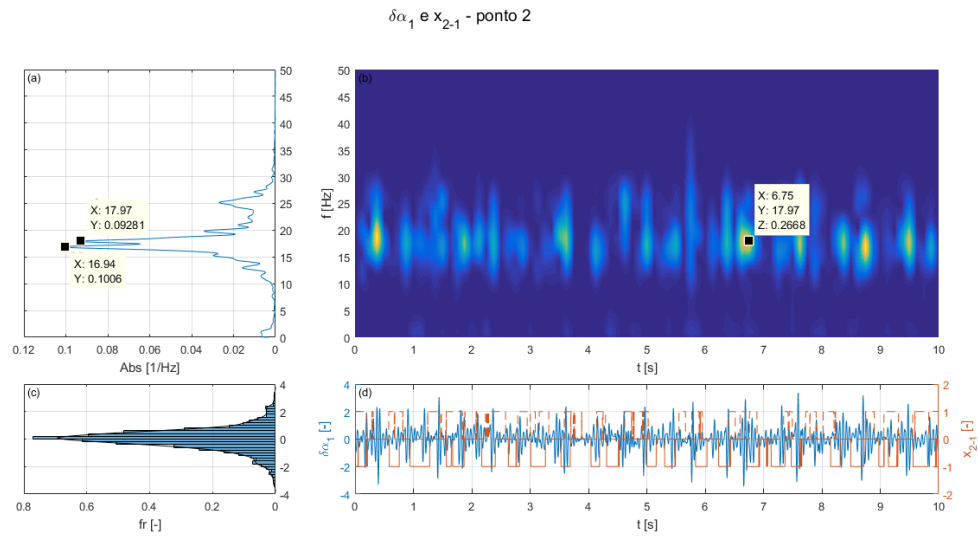 δα₁ e x₂₋₁ - ponto 2
(a)
50
45
40
35
30
25
20
15
10
5
0
X: 17.97
Y: 0.09281
X: 16.94
Y: 0.1006
0.12 0.1 0.08 0.06 0.04 0.02 0
Abs [1/Hz]
(b)
f [Hz]
50
45
40
35
30
25
20
15
10
5
0
X: 6.75
Y: 17.97
Z: 0.2668
0 1 2 3 4 5 6 7 8 9 10
t [s]
(c)
4
2
0
-2
-4
0.8 0.6 0.4 0.2 0
fr [-]
(d)
δα₁ [-]
4
2
0
-2
-4
2
1
0
-1
-2
x₂₋₁ [-]
0 1 2 3 4 5 6 7 8 9 10
t [s]